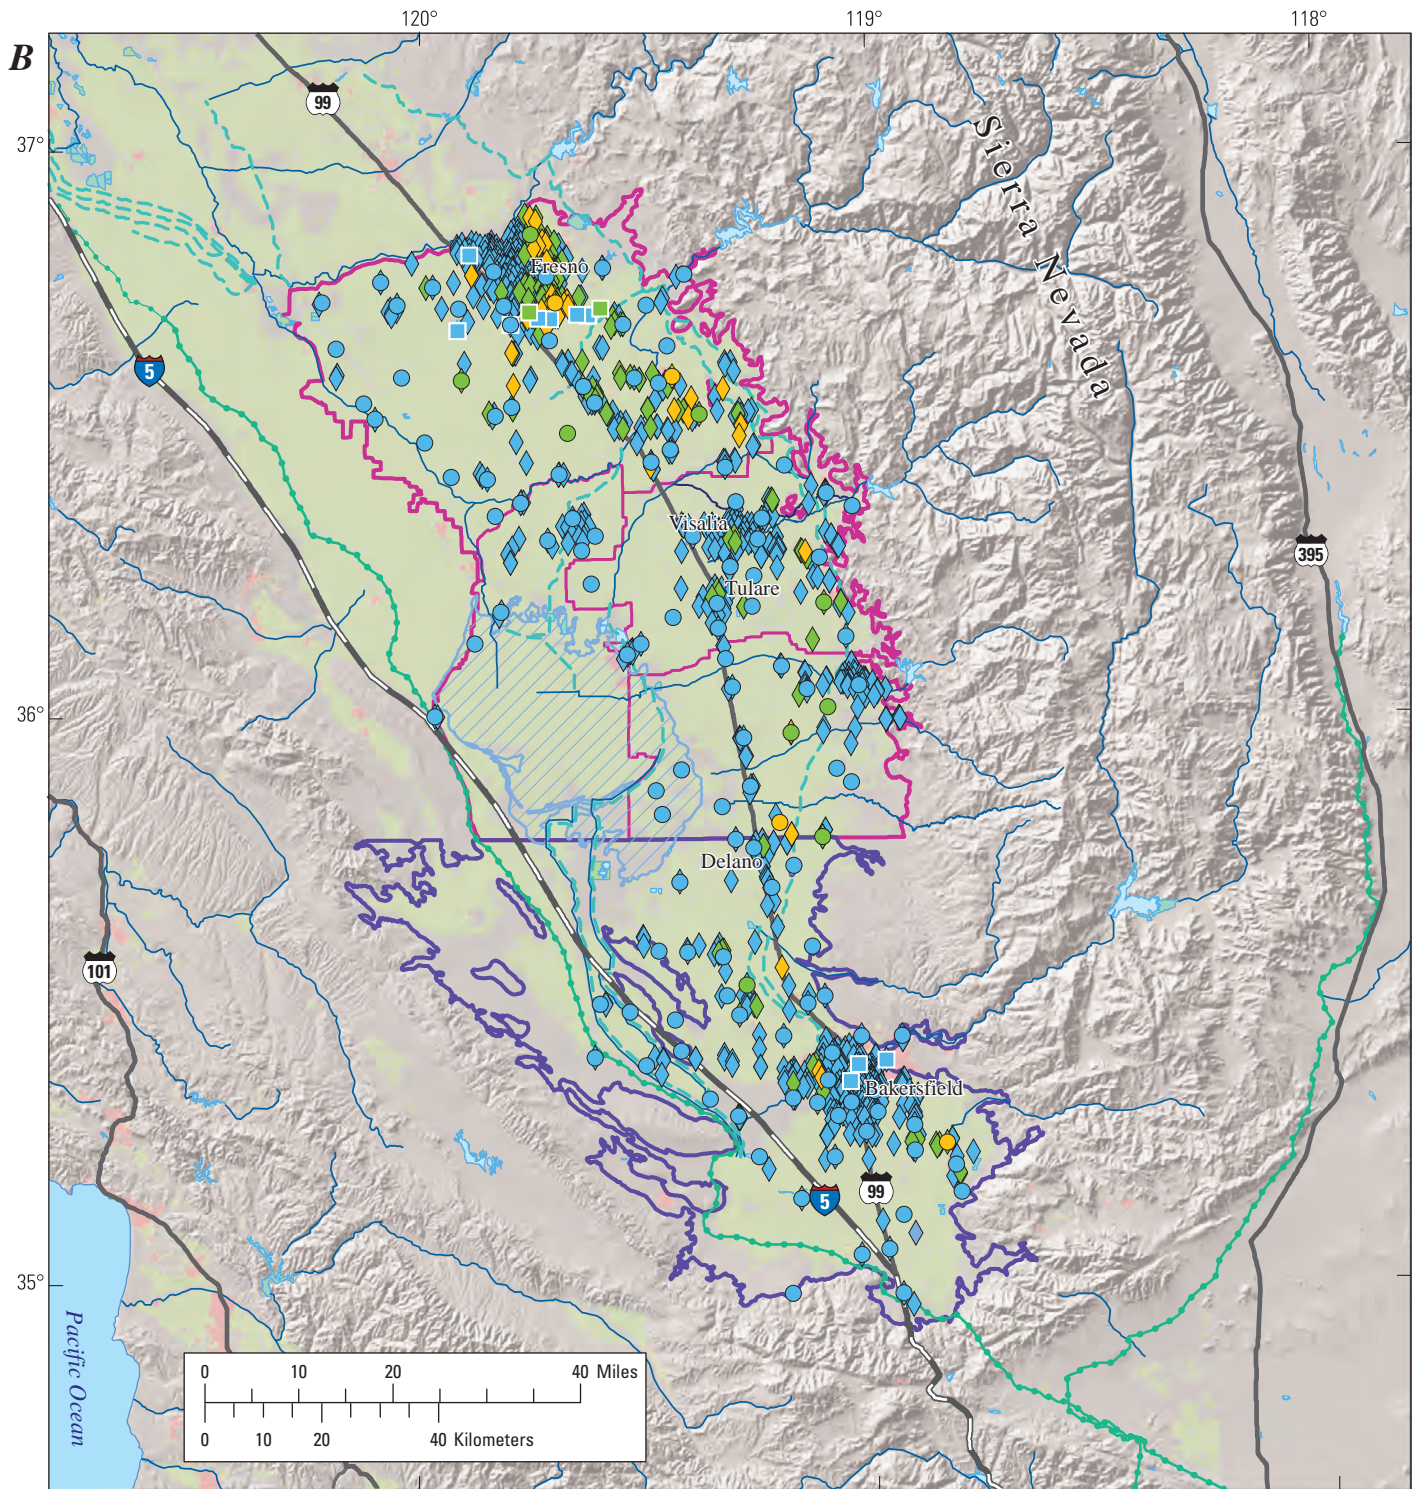 120° 119° 118°
B
99
37°
Sierra Nevada
Fresno
5
Visalia
395
Tulare
36°
Delano
101
Bakersfield
99
5
35°
Pacific Ocean
0 10 20 40 Miles
0 10 20 40 Kilometers